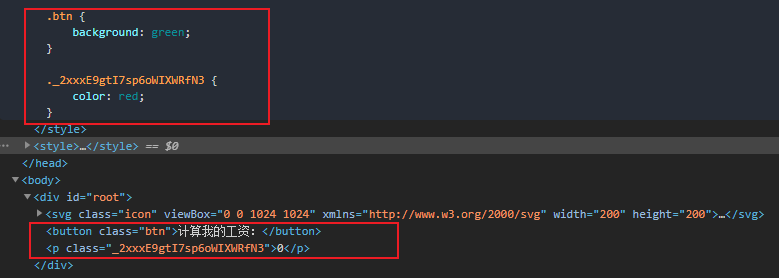 .btn {
background: green;
}
._2xxxE9gtI7sp6oWIXWRfN3 {
color: red;
}
</style>
<style>…</style> == $0
</head>
<body>
<div id="root">
<svg class="icon" viewBox="0 0 1024 1024" xmlns="http://www.w3.org/2000/svg" width="200" height="200">…</svg>
<button class="btn">计算我的工资: </button>
<p class="_2xxxE9gtI7sp6oWIXWRfN3">0</p>
</div>